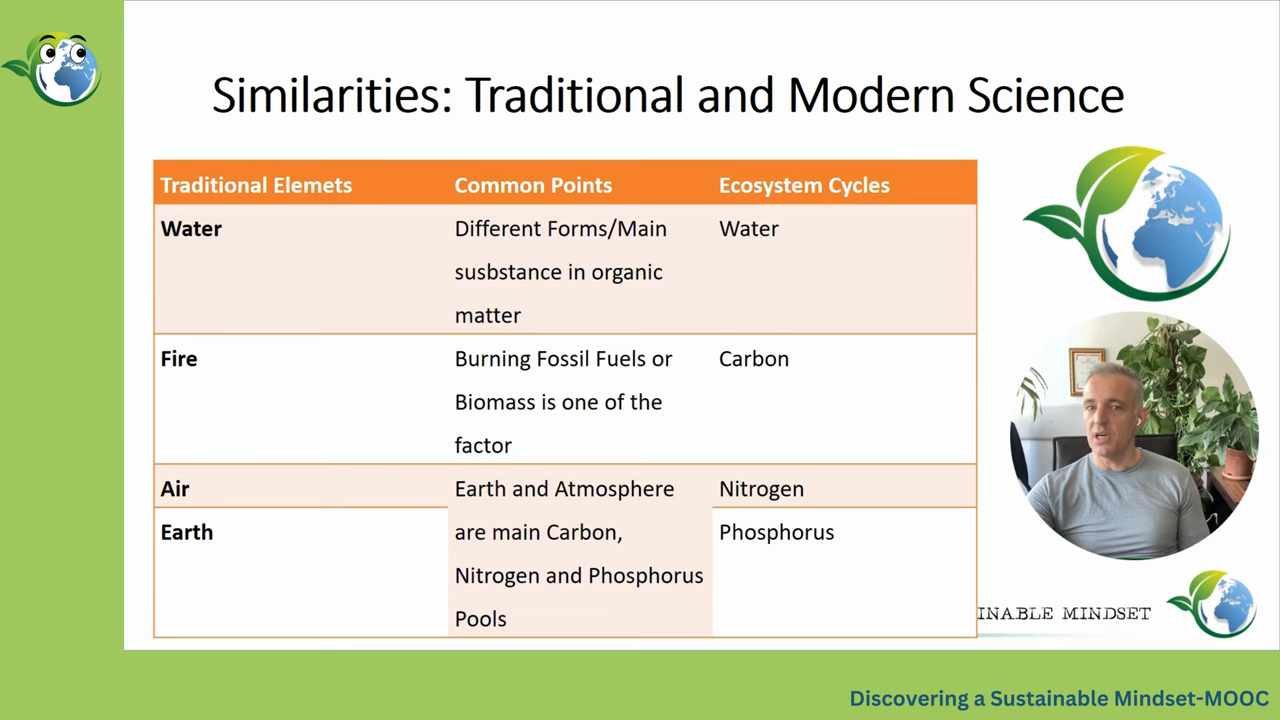 Similarities: Traditional and Modern Science
Traditional Elemets
Common Points
Ecosystem Cycles
Water
Different Forms/Main
susbstance in organic
matter
Water
Fire
Burning Fossil Fuels or
Biomass is one of the
factor
Carbon
Air
Earth and Atmosphere
are main Carbon,
Nitrogen and Phosphorus
Pools
Nitrogen
Earth
Phosphorus
INABLE MINDSET
Discovering a Sustainable Mindset-MOOC